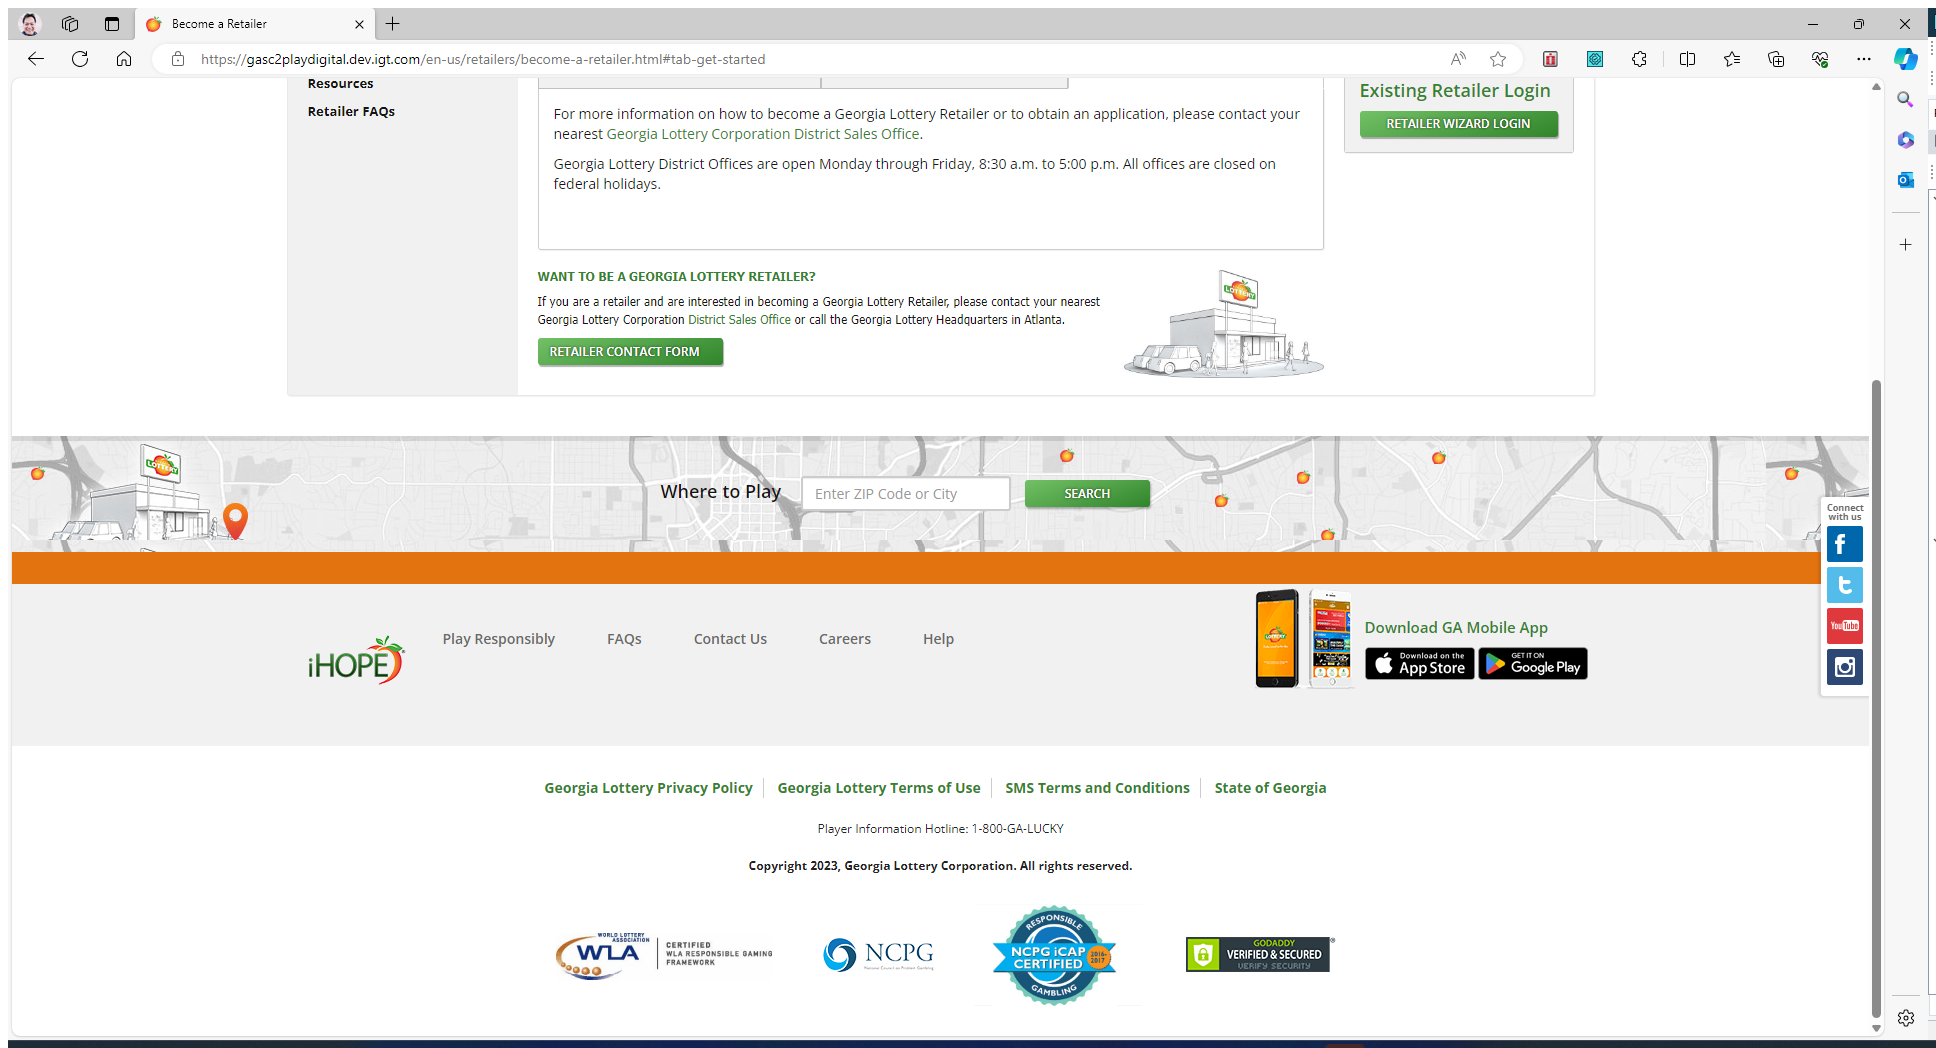 Become a Retailer
https://gasc2playdigital.dev.igt.com/en-us/retailers/become-a-retailer.html#tab-get-started
Resources
Retailer FAQs
For more information on how to become a Georgia Lottery Retailer or to obtain an application, please contact your
nearest Georgia Lottery Corporation District Sales Office.
Georgia Lottery District Offices are open Monday through Friday, 8:30 a.m. to 5:00 p.m. All offices are closed on
federal holidays.
Existing Retailer Login
RETAILER WIZARD LOGIN
WANT TO BE A GEORGIA LOTTERY RETAILER?
If you are a retailer and are interested in becoming a Georgia Lottery Retailer, please contact your nearest
Georgia Lottery Corporation District Sales Office or call the Georgia Lottery Headquarters in Atlanta.
RETAILER CONTACT FORM
LOTTERY
LOTTERY
Where to Play
Enter ZIP Code or City
SEARCH
Connect
with us
YouTube
iHOPE
Play Responsibly
FAQs
Contact Us
Careers
Help
LOTTERY
Download GA Mobile App
Download on the
App Store
GET IT ON
Google Play
Georgia Lottery Privacy Policy
Georgia Lottery Terms of Use
SMS Terms and Conditions
State of Georgia
Player Information Hotline: 1-800-GA-LUCKY
Copyright 2023, Georgia Lottery Corporation. All rights reserved.
WORLD LOTTERY
ASSOCIATION
WLA
CERTIFIED
WLA RESPONSIBLE GAMING
FRAMEWORK
NCPG
National Council on Problem Gambling
RESPONSIBLE
NCPG iCAP
CERTIFIED
2016-
2017
GAMBLING
GODADDY
VERIFIED & SECURED
VERIFY SECURITY